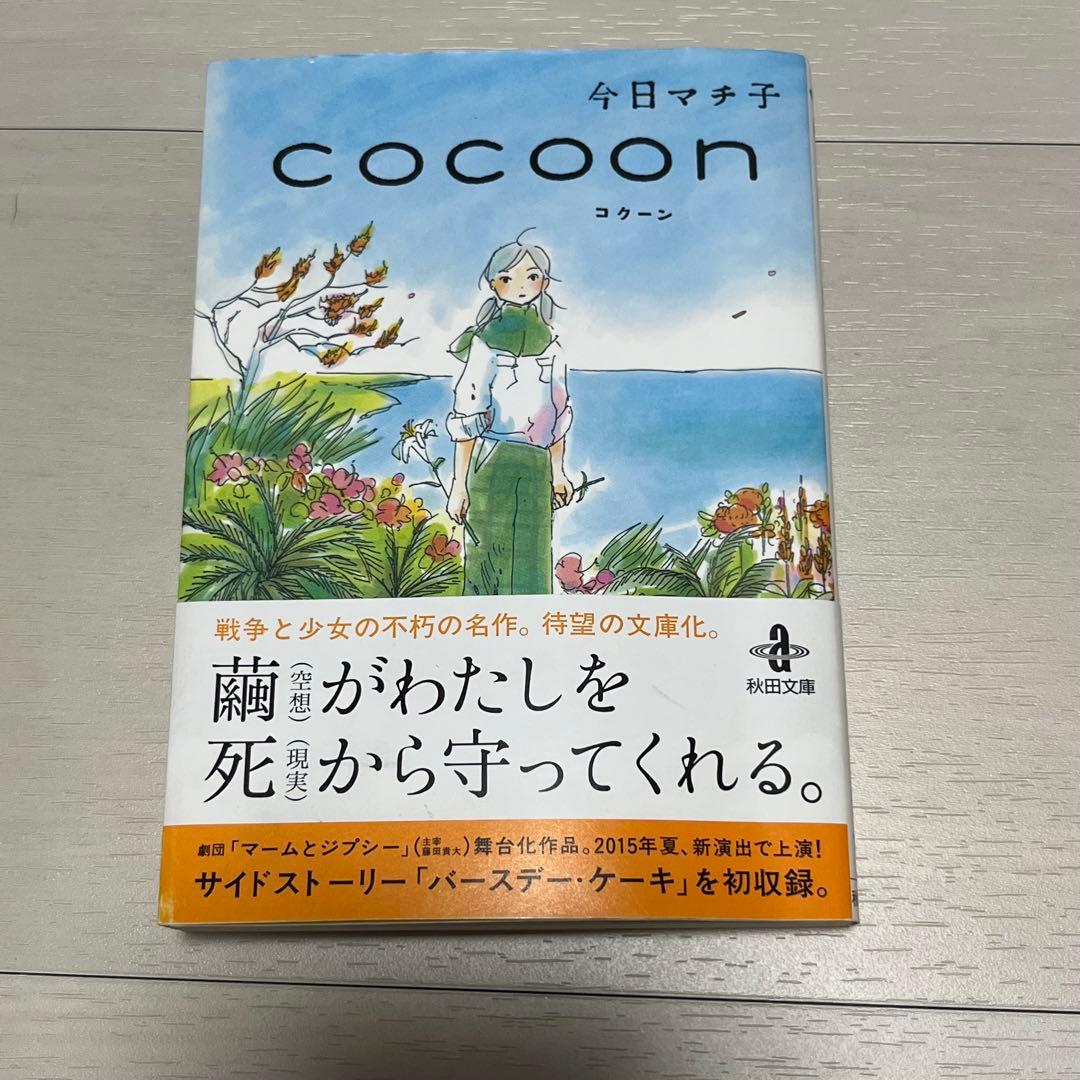 今日マチ子
cocoon
コクーン
戦争と少女の不朽の名作。待望の文庫化。
繭(空想)がわたしを
死(現実)から守ってくれる。
a
秋田文庫
劇団「マームとジプシー」(主宰 藤田貴大)舞台化作品。2015年夏、新演出で上演!
サイドストーリー「バースデー・ケーキ」を初収録。